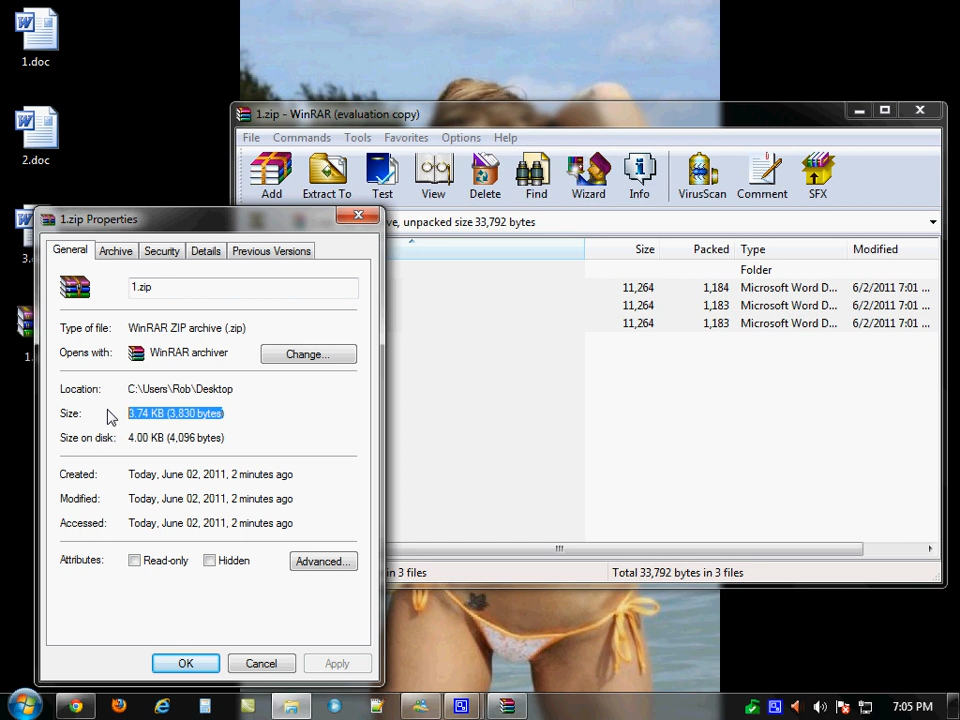 1.doc
2.doc
3.
1.
1.zip - WinRAR (evaluation copy)
File Commands Tools Favorites Options Help
Add Extract To Test View Delete Find Wizard Info VirusScan Comment SFX
unpacked size 33,792 bytes
Size Packed Type Modified
Folder
11,264 1,184 Microsoft Word D... 6/2/2011 7:01 ...
11,264 1,183 Microsoft Word D... 6/2/2011 7:01 ...
11,264 1,183 Microsoft Word D... 6/2/2011 7:01 ...
in 3 files
Total 33,792 bytes in 3 files
1.zip Properties
General Archive Security Details Previous Versions
1.zip
Type of file: WinRAR ZIP archive (.zip)
Opens with: WinRAR archiver Change...
Location: C:\Users\Rob\Desktop
Size: 3.74 KB (3,830 bytes)
Size on disk: 4.00 KB (4,096 bytes)
Created: Today, June 02, 2011, 2 minutes ago
Modified: Today, June 02, 2011, 2 minutes ago
Accessed: Today, June 02, 2011, 2 minutes ago
Attributes: Read-only Hidden Advanced...
OK Cancel Apply
7:05 PM